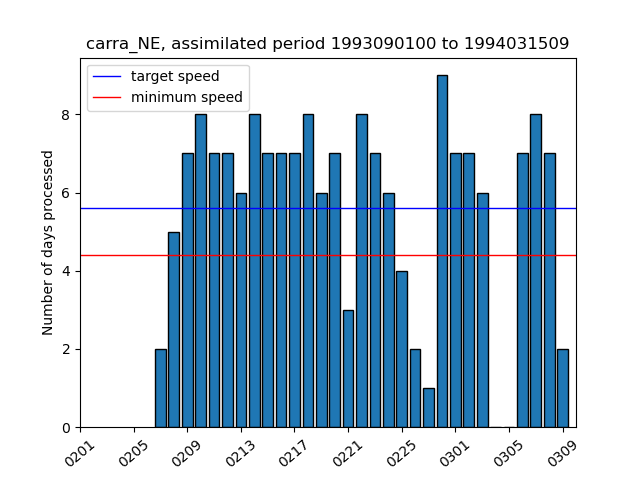 carra_NE, assimilated period 1993090100 to 1994031509
target speed
minimum speed
Number of days processed
8
6
4
2
0
0201 0205 0209 0213 0217 0221 0225 0301 0305 0309